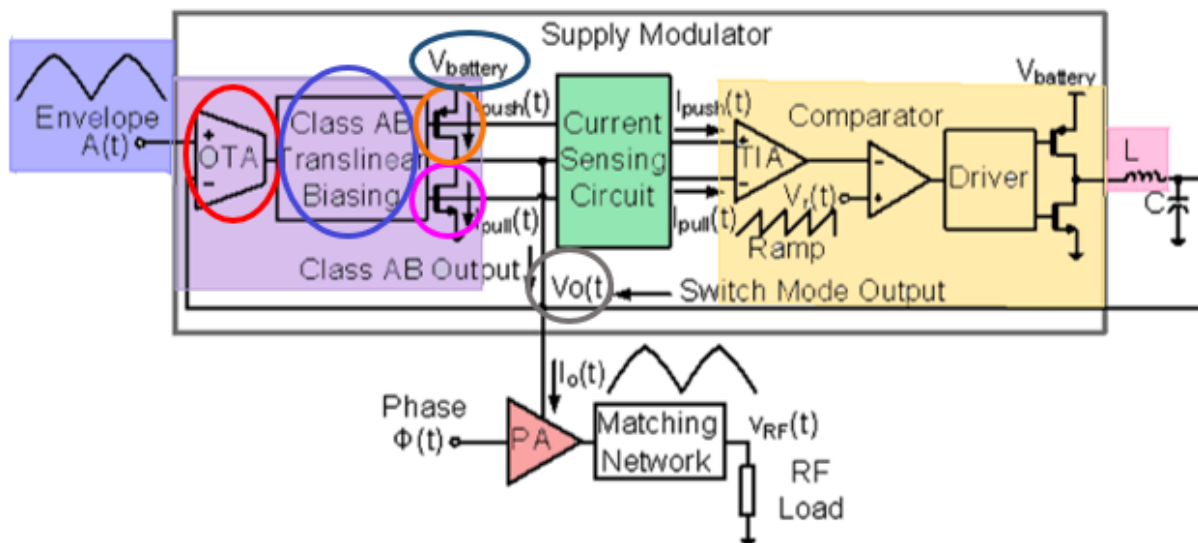 Supply Modulator
Envelope
A(t)
+
OTA
−
Class AB
Translinear
Biasing
Vbattery
Ipush(t)
Ipull(t)
Class AB Output
Current
Sensing
Circuit
Ipush(t)
Ipull(t)
+
TIA
−
Comparator
Vr(t)
−
+
Ramp
Driver
Vbattery
L
C
Vo(t
Switch Mode Output
Io(t)
Phase
Φ(t)
PA
Matching
Network
vRF(t)
RF
Load